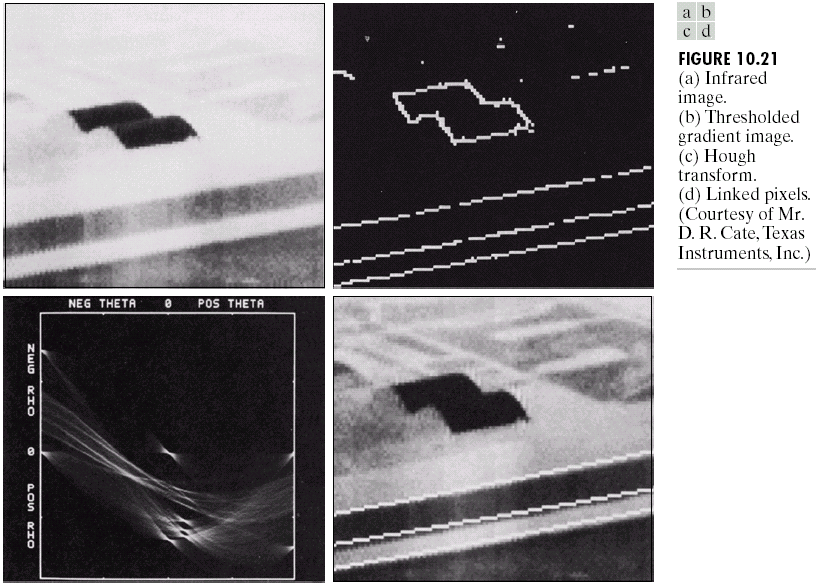 a b
c d
FIGURE 10.21
(a) Infrared
image.
(b) Thresholded
gradient image.
(c) Hough
transform.
(d) Linked pixels.
(Courtesy of Mr.
D. R. Cate, Texas
Instruments, Inc.)
NEG THETA 0 POS THETA
NEG RHO
0
POS RHO